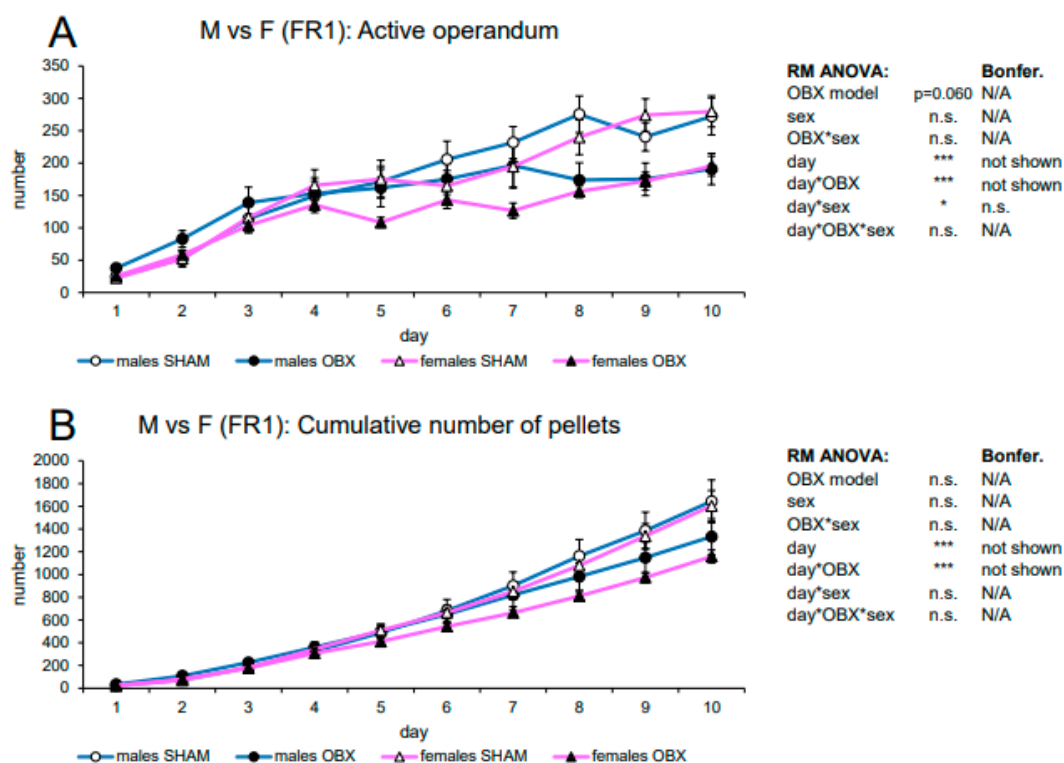 A
M vs F (FR1): Active operandum
350
300
250
200
150
100
50
0
number
1 2 3 4 5 6 7 8 9 10
day
males SHAM males OBX females SHAM females OBX
RM ANOVA: Bonfer.
OBX model p=0.060 N/A
sex n.s. N/A
OBX*sex n.s. N/A
day *** not shown
day*OBX *** not shown
day*sex * n.s.
day*OBX*sex n.s. N/A
B
M vs F (FR1): Cumulative number of pellets
2000
1800
1600
1400
1200
1000
800
600
400
200
0
number
1 2 3 4 5 6 7 8 9 10
day
males SHAM males OBX females SHAM females OBX
RM ANOVA: Bonfer.
OBX model n.s. N/A
sex n.s. N/A
OBX*sex n.s. N/A
day *** not shown
day*OBX *** not shown
day*sex n.s. N/A
day*OBX*sex n.s. N/A